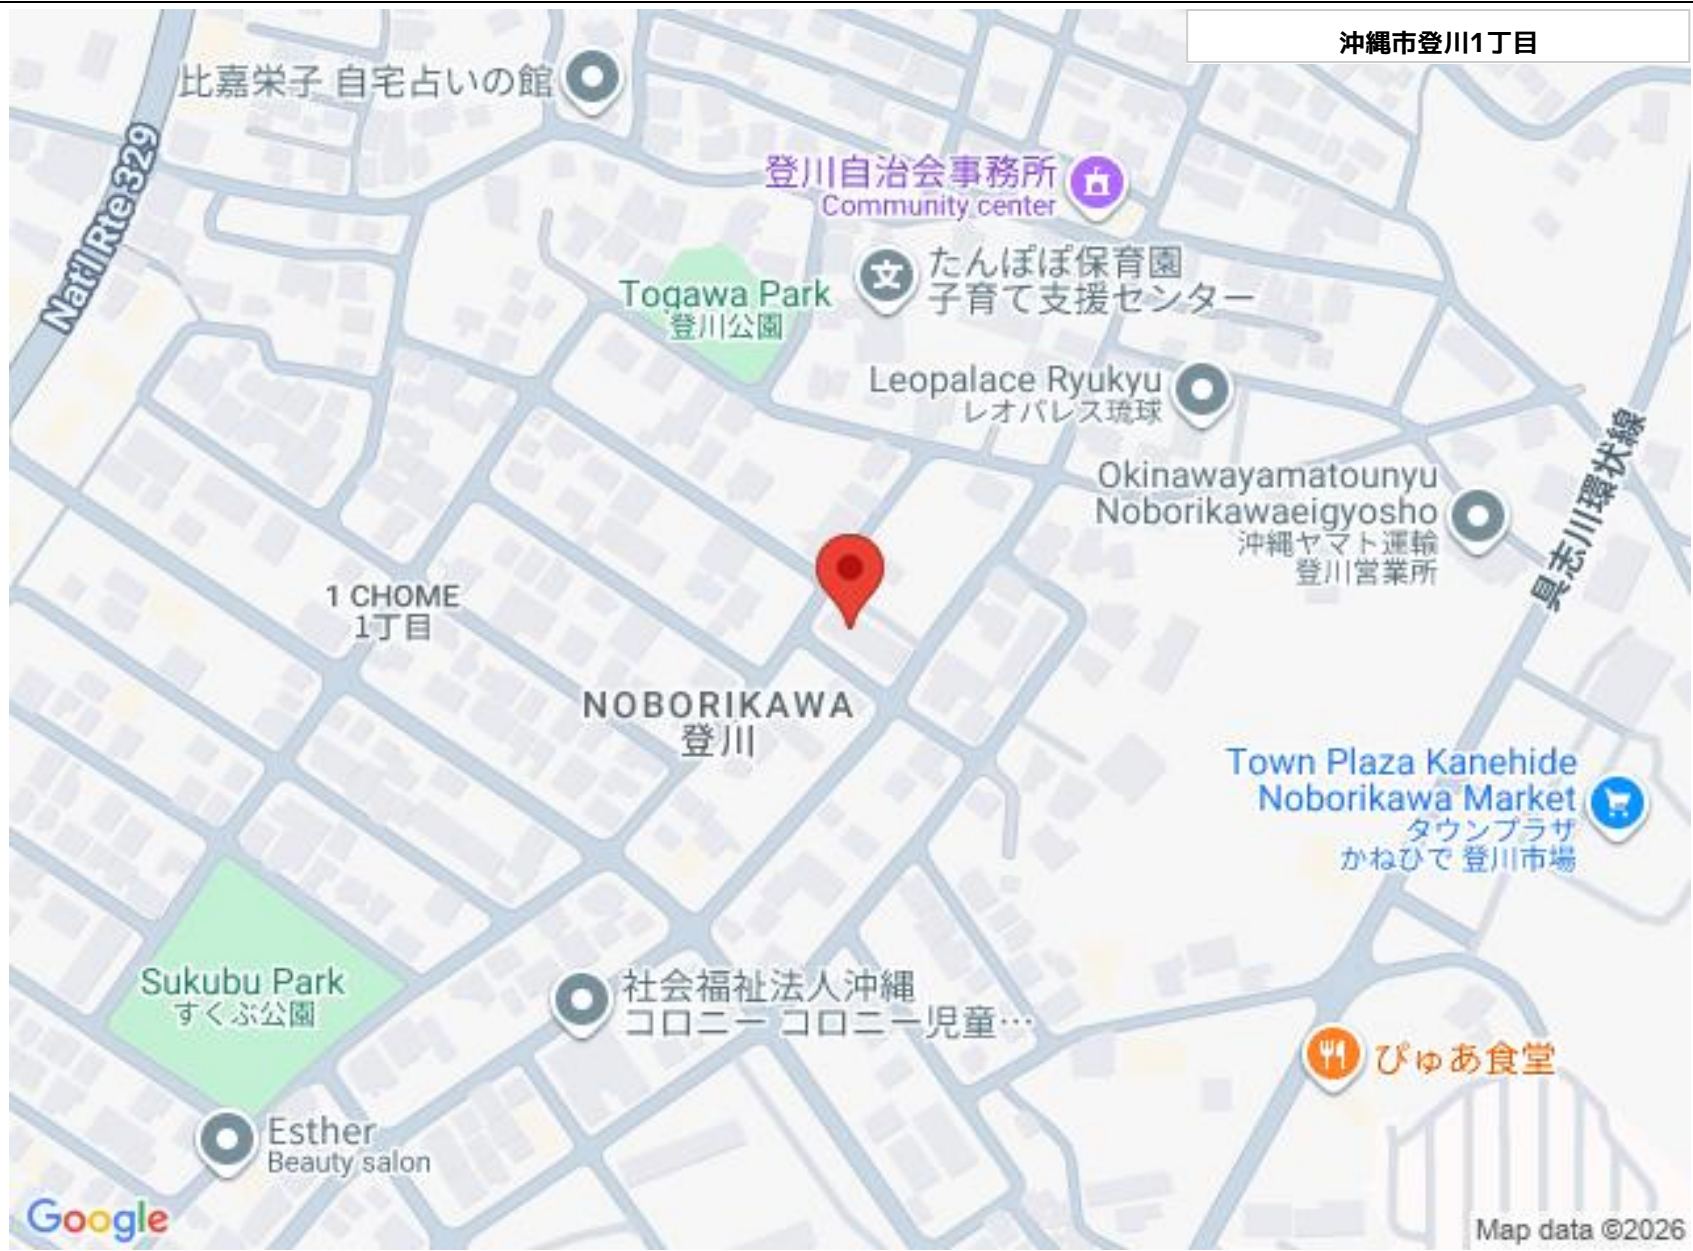 沖縄市登川1丁目
比嘉栄子 自宅占いの館
Nat'l Rte 329
登川自治会事務所
Community center
たんぽぽ保育園
子育て支援センター
Togawa Park
登川公園
Leopalace Ryukyu
レオパレス琉球
Okinawayamatounyu
Noborikawaeigyosho
沖縄ヤマト運輸
登川営業所
具志川環状線
1 CHOME
1丁目
NOBORIKAWA
登川
Town Plaza Kanehide
Noborikawa Market
タウンプラザ
かねひで 登川市場
Sukubu Park
すくぶ公園
社会福祉法人沖縄
コロニー コロニー児童…
ぴゅあ食堂
Esther
Beauty salon
Google
Map data ©2026